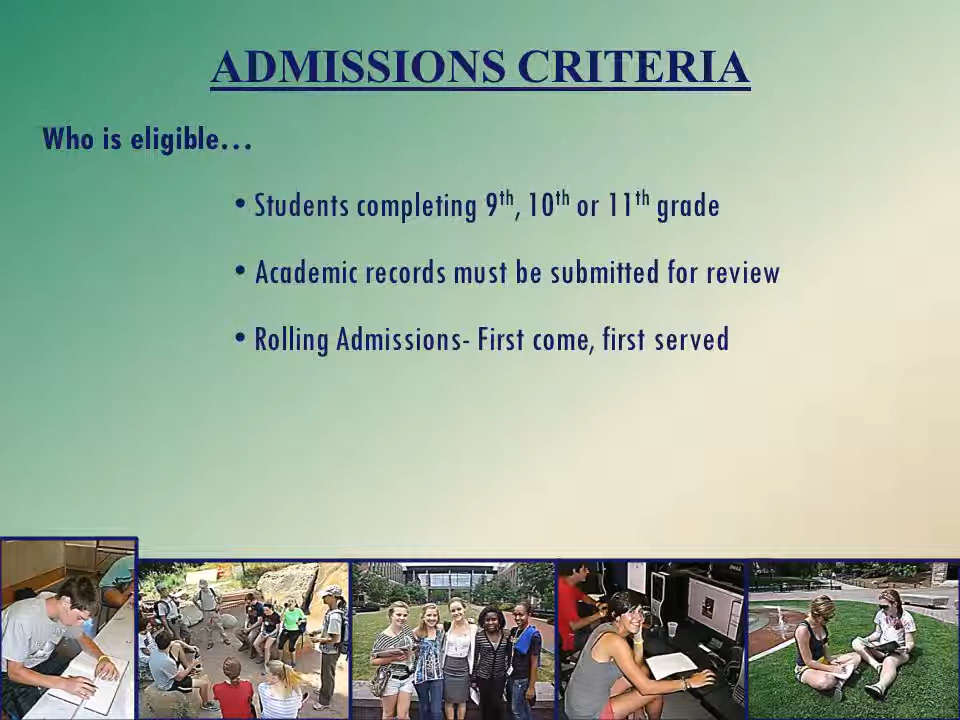 ADMISSIONS CRITERIA
Who is eligible…
• Students completing 9th, 10th or 11th grade
• Academic records must be submitted for review
• Rolling Admissions- First come, first served
DELL